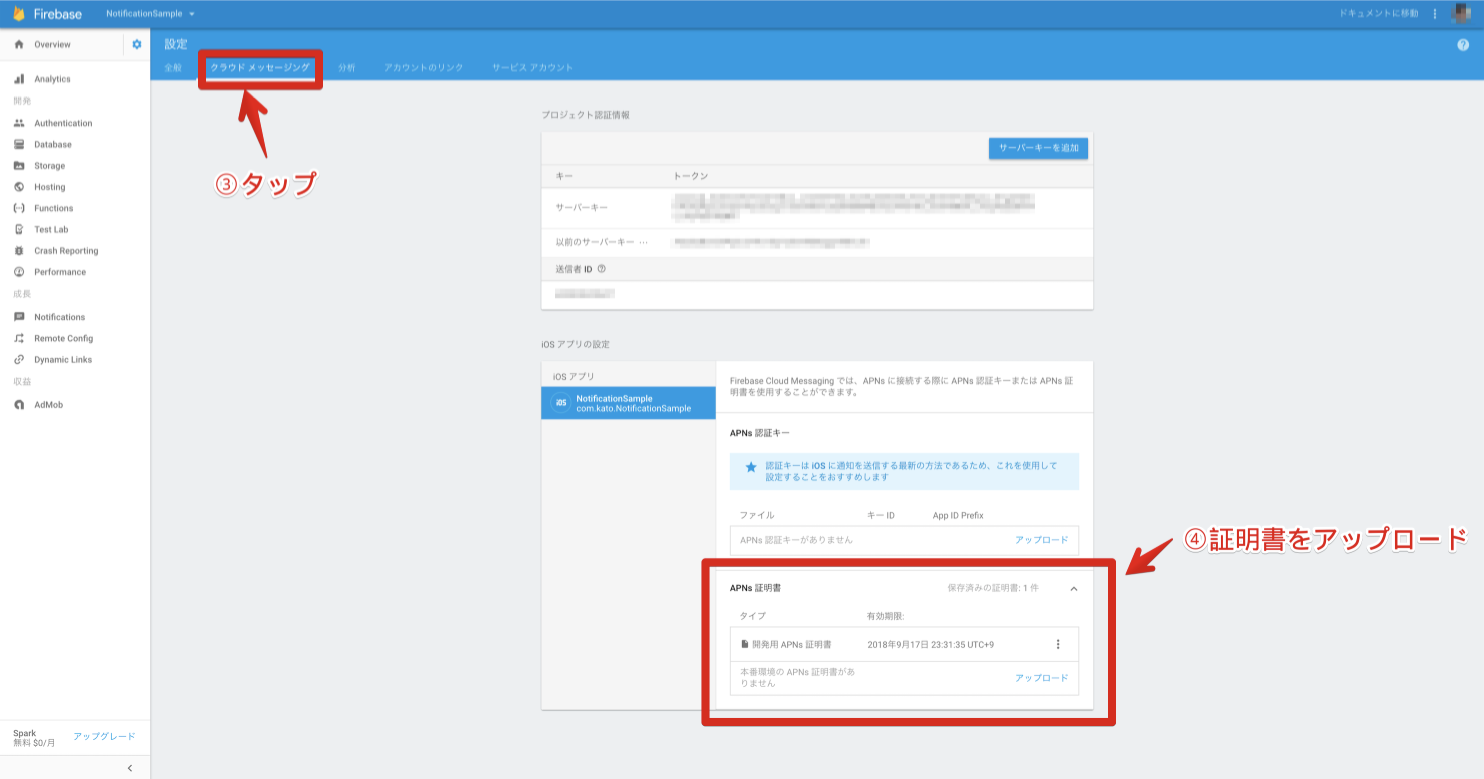 Firebase
NotificationSample
ドキュメントに移動
Overview
設定
全般
クラウド メッセージング
分析
アカウントのリンク
サービス アカウント
③タップ
Analytics
開発
Authentication
Database
Storage
Hosting
Functions
Test Lab
Crash Reporting
Performance
成長
Notifications
Remote Config
Dynamic Links
収益
AdMob
Spark
無料 $0/月
アップグレード
プロジェクト認証情報
サーバーキーを追加
キー
トークン
サーバーキー
以前のサーバーキー …
送信者 ID
iOS アプリの設定
iOS アプリ
iOS
NotificationSample
com.kato.NotificationSample
Firebase Cloud Messaging では、APNs に接続する際に APNs 認証キーまたは APNs 証
明書を使用することができます。
APNs 認証キー
認証キーは iOS に通知を送信する最新の方法であるため、これを使用して
設定することをおすすめします
ファイル
キー ID
App ID Prefix
APNs 認証キーがありません
アップロード
④証明書をアップロード
APNs 証明書
保存済みの証明書: 1 件
タイプ
有効期限:
開発用 APNs 証明書
2018年9月17日 23:31:35 UTC+9
本番環境の APNs 証明書があ
りません
アップロード